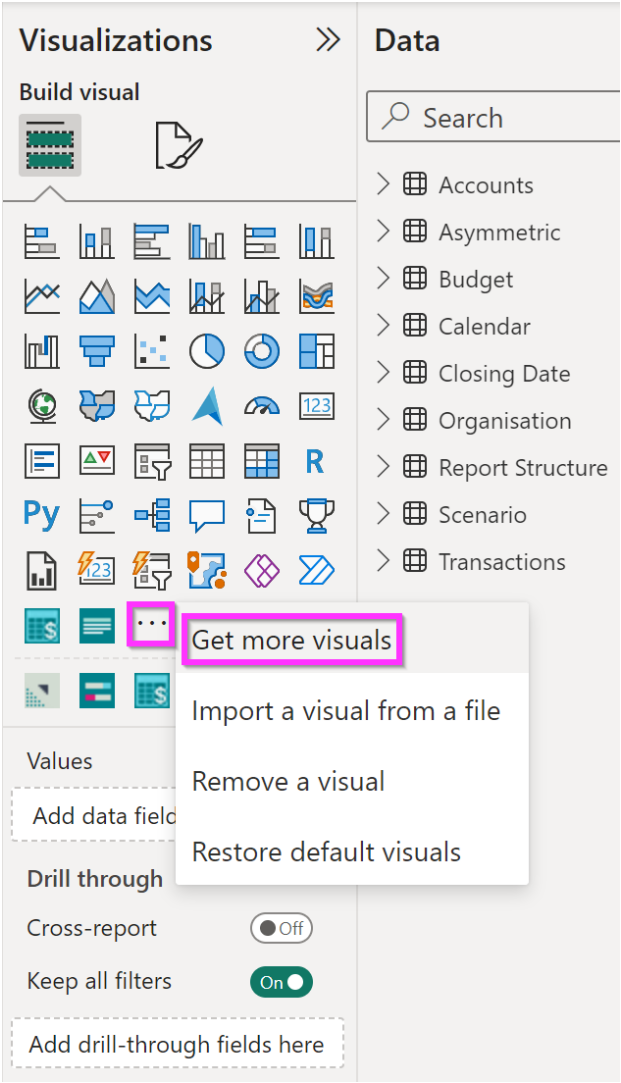 Visualizations
Build visual
123
R
Py
123
...
Get more visuals
Import a visual from a file
Remove a visual
Restore default visuals
Values
Add data field
Drill through
Cross-report
Off
Keep all filters
On
Add drill-through fields here
Data
Search
Accounts
Asymmetric
Budget
Calendar
Closing Date
Organisation
Report Structure
Scenario
Transactions